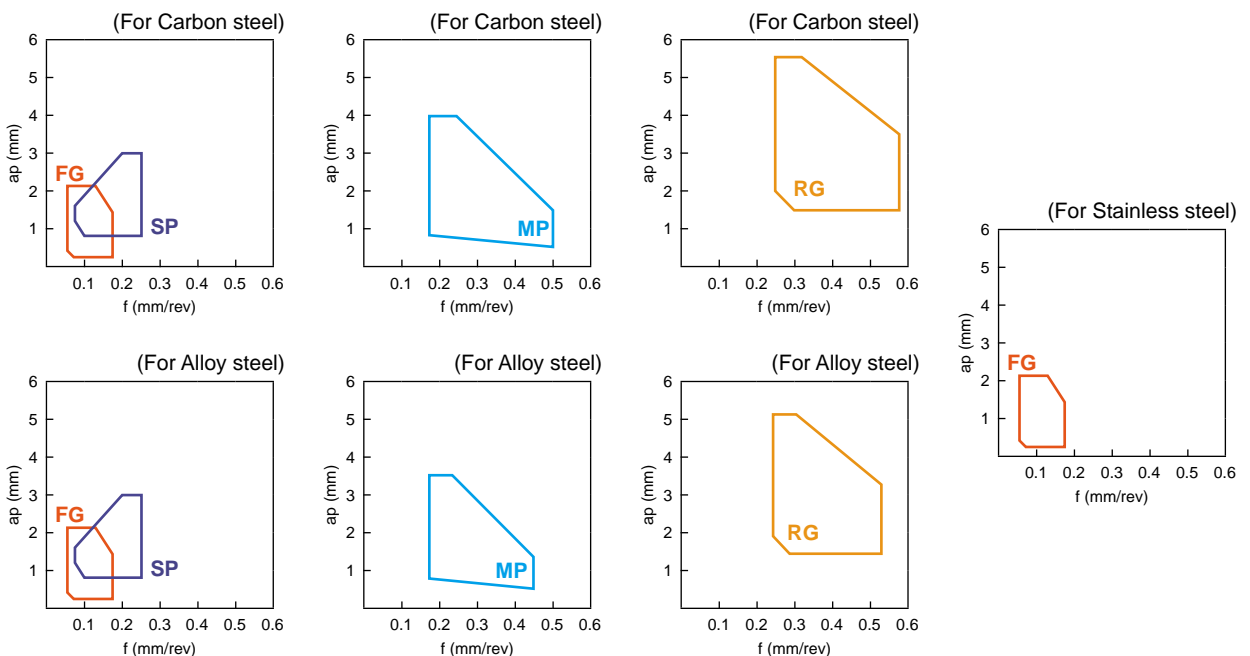 (For Carbon steel)
6
5
4
3
2
1
ap (mm)
FG
SP
0.1 0.2 0.3 0.4 0.5 0.6
f (mm/rev)
(For Carbon steel)
6
5
4
3
2
1
ap (mm)
MP
0.1 0.2 0.3 0.4 0.5 0.6
f (mm/rev)
(For Carbon steel)
6
5
4
3
2
1
ap (mm)
RG
0.1 0.2 0.3 0.4 0.5 0.6
f (mm/rev)
(For Stainless steel)
6
5
4
3
2
1
ap (mm)
FG
0.1 0.2 0.3 0.4 0.5 0.6
f (mm/rev)
(For Alloy steel)
6
5
4
3
2
1
ap (mm)
FG
SP
0.1 0.2 0.3 0.4 0.5 0.6
f (mm/rev)
(For Alloy steel)
6
5
4
3
2
1
ap (mm)
MP
0.1 0.2 0.3 0.4 0.5 0.6
f (mm/rev)
(For Alloy steel)
6
5
4
3
2
1
ap (mm)
RG
0.1 0.2 0.3 0.4 0.5 0.6
f (mm/rev)